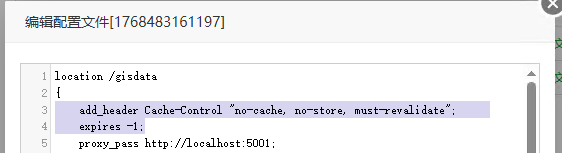 编辑配置文件[1768483161197]
1 location /gisdata
2 {
3 add_header Cache-Control "no-cache, no-store, must-revalidate";
4 expires -1;
5 proxy_pass http://localhost:5001;